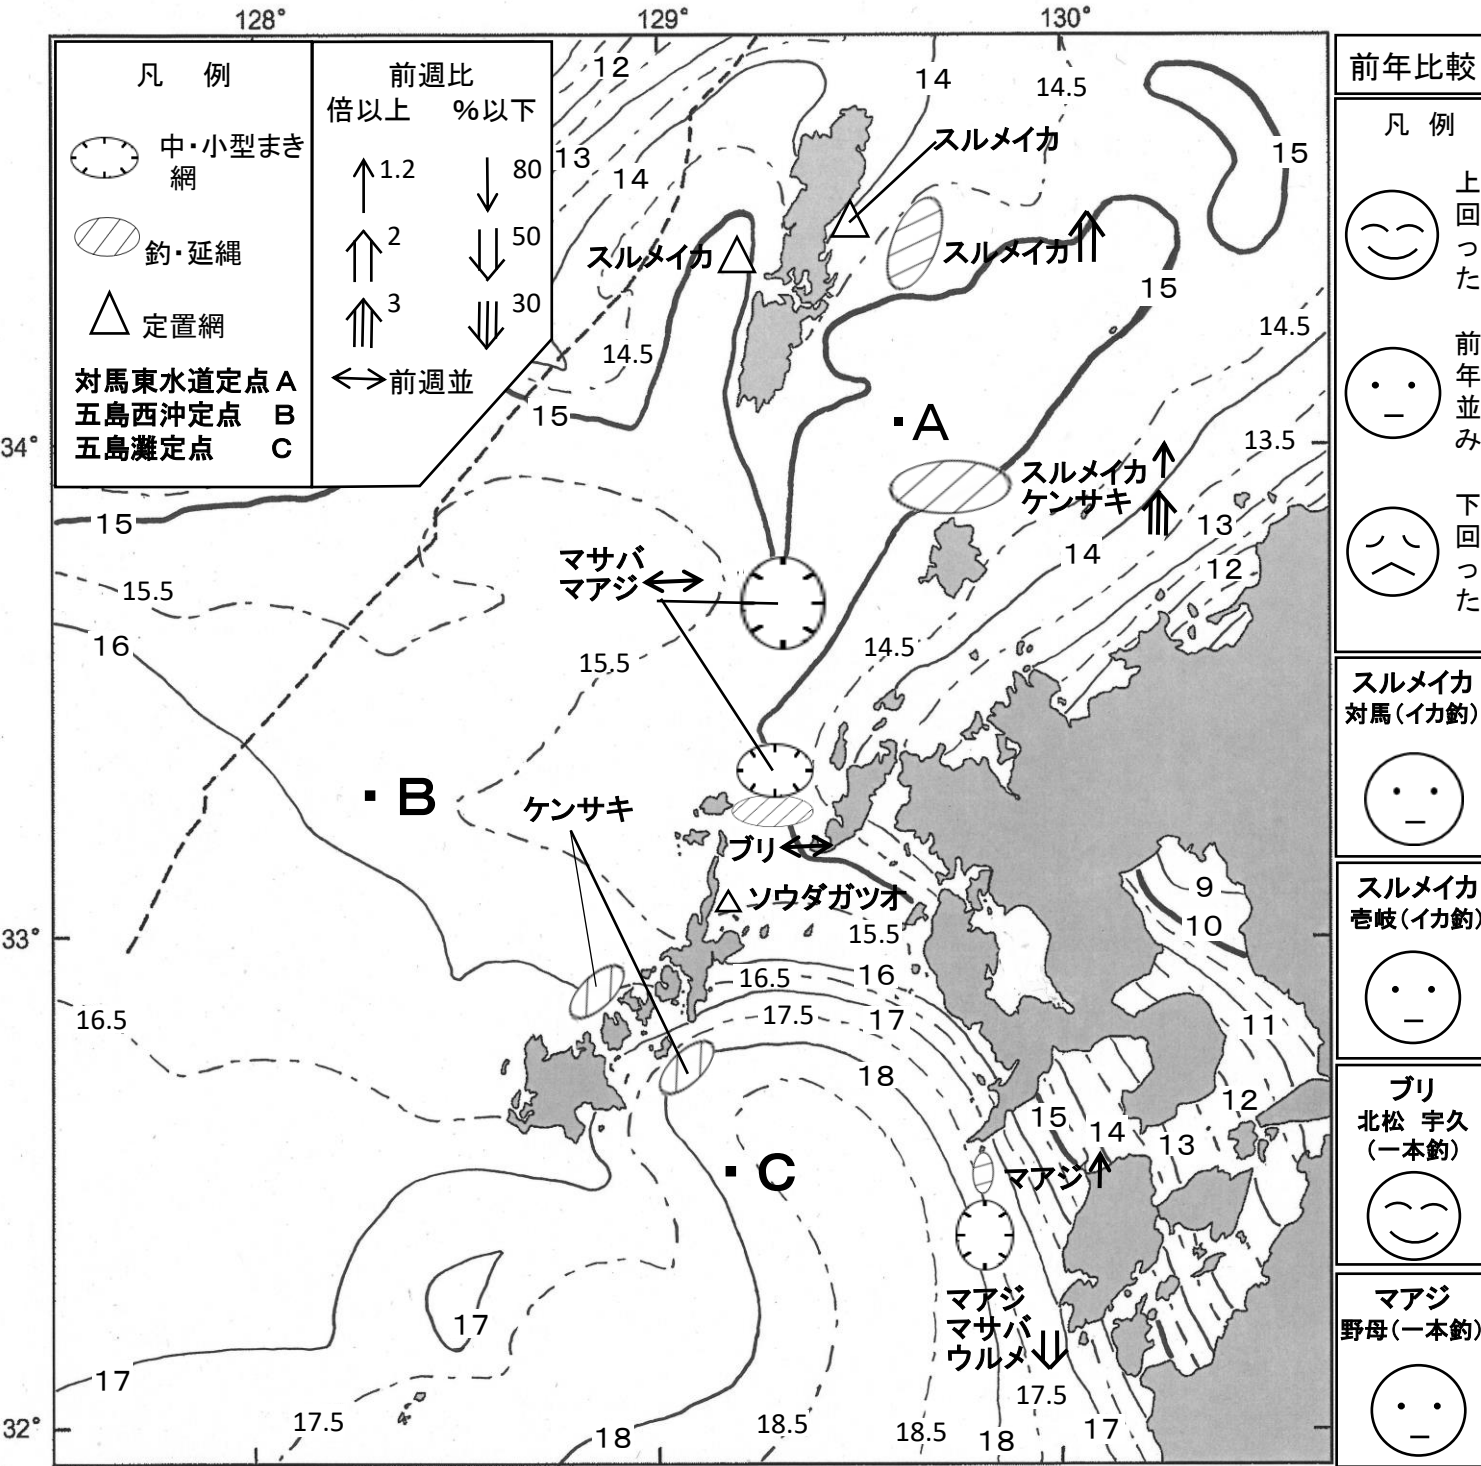 128°
129°
130°
凡 例
中・小型まき
網
釣・延縄
定置網
対馬東水道定点 A
五島西沖定点 B
五島灘定点 C
前週比
倍以上 %以下
1.2 80
2 50
3 30
前週並
12
13
14
14
14.5
15
スルメイカ
スルメイカ
スルメイカ
15
14.5
14.5
15
34°
A
13.5
スルメイカ
ケンサキ
15
13
14
12
マサバ
マアジ
15.5
16
15.5
14.5
B
ケンサキ
ブリ
ソウダガツオ
9
10
33°
15.5
16
16.5
16.5
17.5
17
11
18
12
15
14
13
C
マアジ
マアジ
マサバ
ウルメ
17
17
17.5
32°
17.5
18
18.5
18.5
18
17
前年比較
凡 例
上回った
前年並み
下回った
スルメイカ
対馬(イカ釣)
スルメイカ
壱岐(イカ釣)
ブリ
北松 宇久
(一本釣)
マアジ
野母(一本釣)